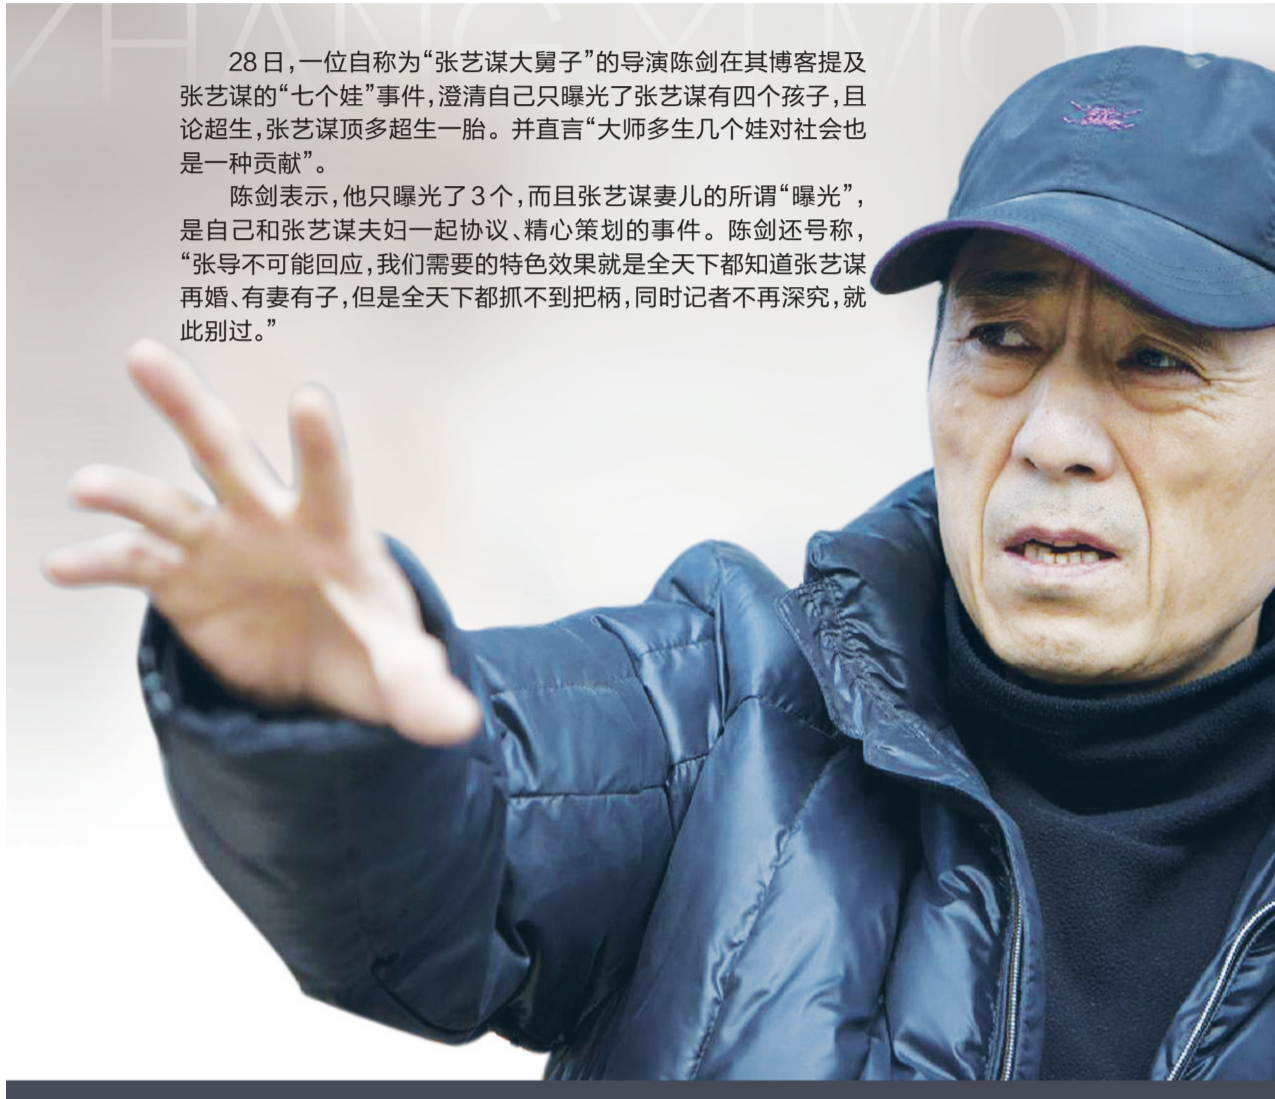 ZHANG YIMOU
28日，一位自称为“张艺谋大舅子”的导演陈剑在其博客提及
张艺谋的“七个娃”事件，澄清自己只曝光了张艺谋有四个孩子，且
论超生，张艺谋顶多超生一胎。并直言“大师多生几个娃对社会也
是一种贡献”。
陈剑表示，他只曝光了3个，而且张艺谋妻儿的所谓“曝光”，
是自己和张艺谋夫妇一起协议、精心策划的事件。陈剑还号称，
“张导不可能回应，我们需要的特色效果就是全天下都知道张艺谋
再婚、有妻有子，但是全天下都抓不到把柄，同时记者不再深究，就
此别过。”